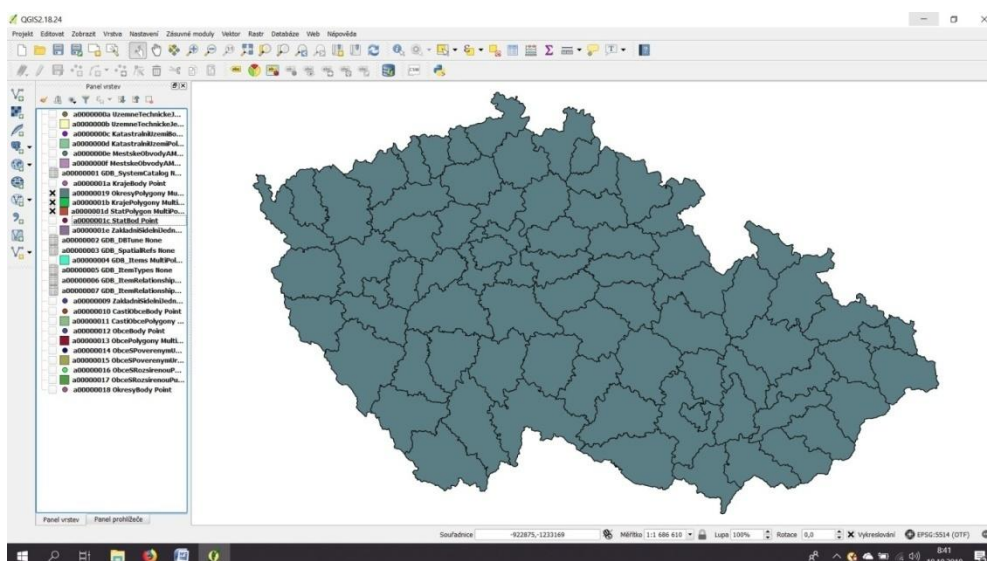 QGIS2.18.24
Projekt Editovat Zobrazit Vrstva Nastavení Zásuvné moduly Vektor Rastr Databáze Web Nápověda
Panel vrstev
a0000000a UzemneTechnickeJ...
a0000000b UzemneTechnickeJe...
a0000000c KatastralniUzemiBo...
a0000000d KatastralniUzemiPol...
a0000000e MestskeObvodyAM...
a0000000f MestskeObvodyAM...
a00000001 GDB_SystemCatalog N...
a0000001a KrajeBody Point
a00000019 OkresyPolygony Mu...
a0000001b KrajePolygony Multi...
a0000001d StatPolygon MultiPo...
a0000001c StatBod Point
a0000001e ZakladniSidelniJedn...
a00000002 GDB_DBTune None
a00000003 GDB_SpatialRefs None
a00000004 GDB_Items MultiPol...
a00000005 GDB_ItemTypes None
a00000006 GDB_ItemRelationship...
a00000007 GDB_ItemRelationship...
a00000009 ZakladniSidelniJedn...
a00000010 CastiObceBody Point
a00000011 CastiObcePolygony ...
a00000012 ObceBody Point
a00000013 ObcePolygony Multi...
a00000014 ObceSPoverenymU...
a00000015 ObceSPoverenymUr...
a00000016 ObceSRozsirenouP...
a00000017 ObceSRozsirenouPu...
a00000018 OkresyBody Point
Panel vrstev Panel prohlížeče
Souřadnice -922875,-1233169 Měřítko 1:1 686 610 Lupa 100% Rotace 0,0 Vykreslování EPSG:5514 (OTF)
8:41